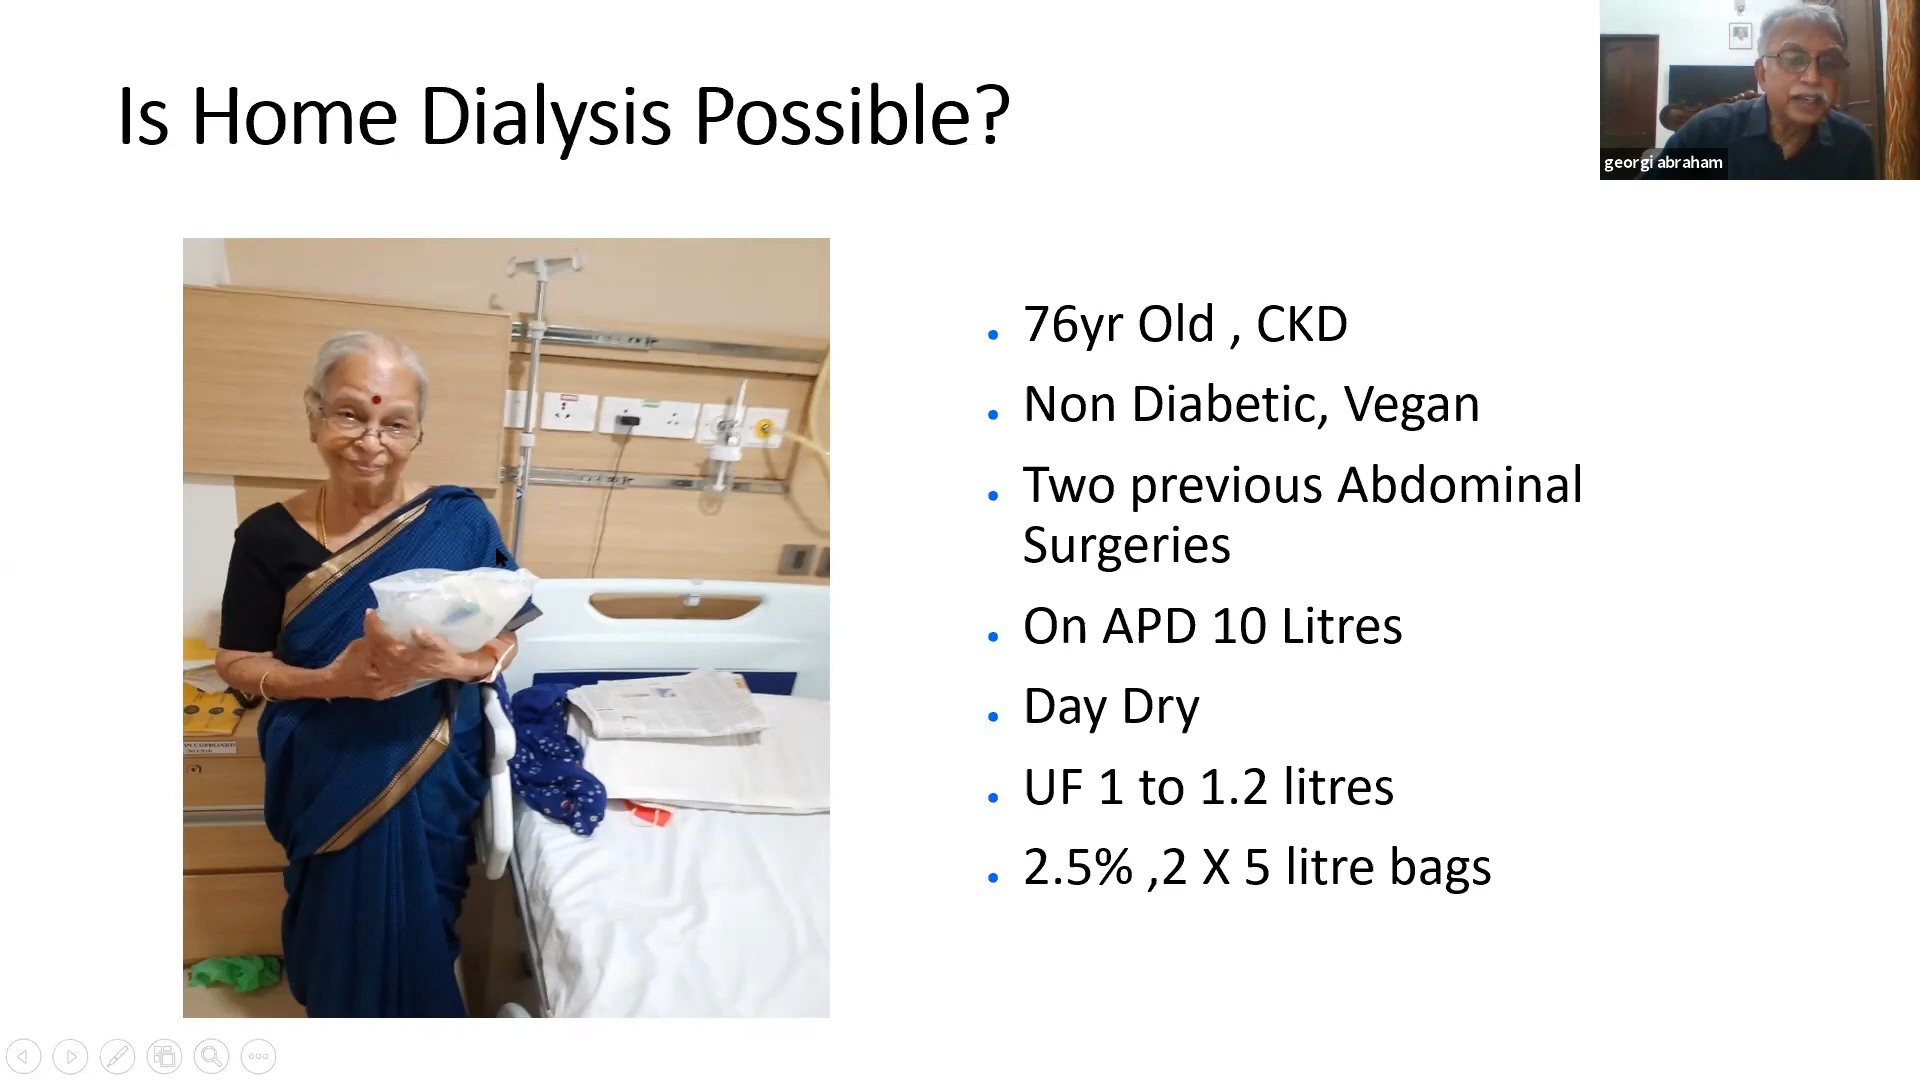 Is Home Dialysis Possible?
georgi abraham
76yr Old , CKD
Non Diabetic, Vegan
Two previous Abdominal
Surgeries
On APD 10 Litres
Day Dry
UF 1 to 1.2 litres
2.5% ,2 X 5 litre bags